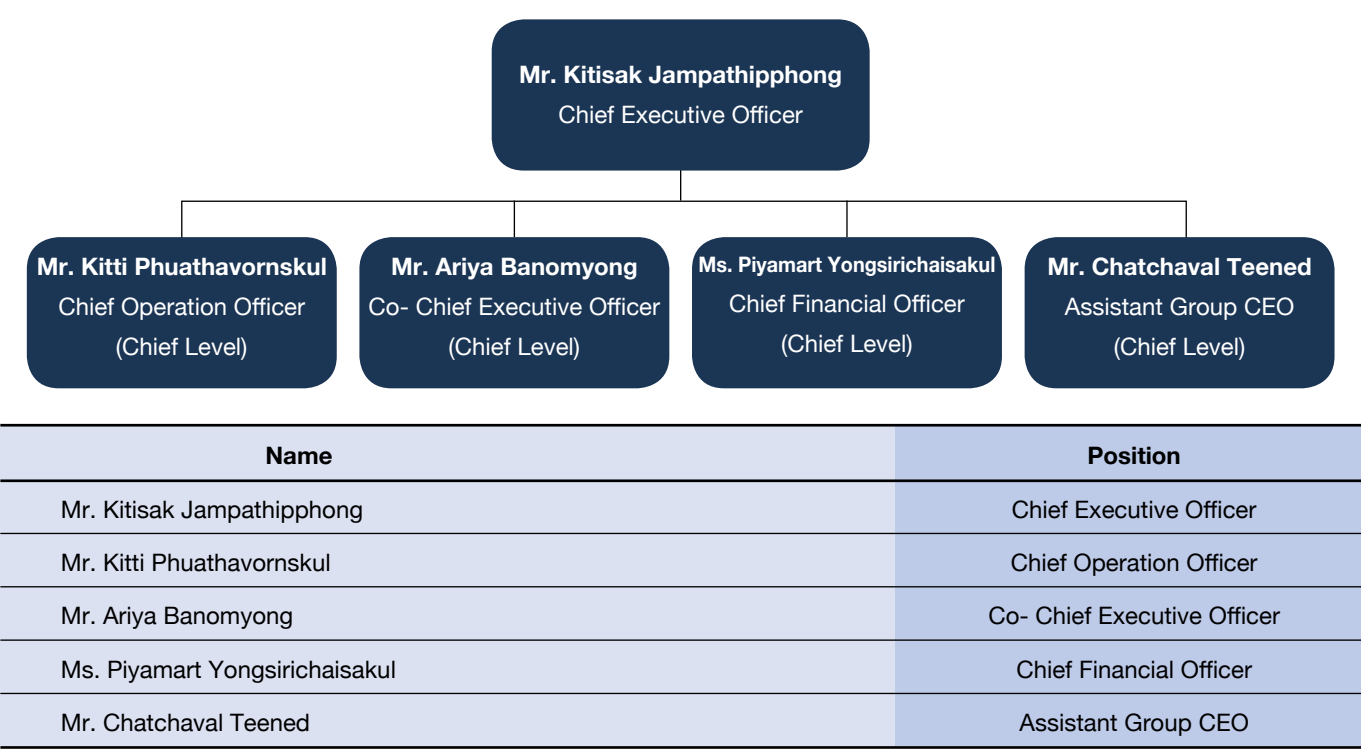 Mr. Kitisak Jampathipphong
Chief Executive Officer
Mr. Kitti Phuathavornskul
Chief Operation Officer
(Chief Level)
Mr. Ariya Banomyong
Co- Chief Executive Officer
(Chief Level)
Ms. Piyamart Yongsirichaisakul
Chief Financial Officer
(Chief Level)
Mr. Chatchaval Teened
Assistant Group CEO
(Chief Level)
Name Position
Mr. Kitisak Jampathipphong Chief Executive Officer
Mr. Kitti Phuathavornskul Chief Operation Officer
Mr. Ariya Banomyong Co- Chief Executive Officer
Ms. Piyamart Yongsirichaisakul Chief Financial Officer
Mr. Chatchaval Teened Assistant Group CEO